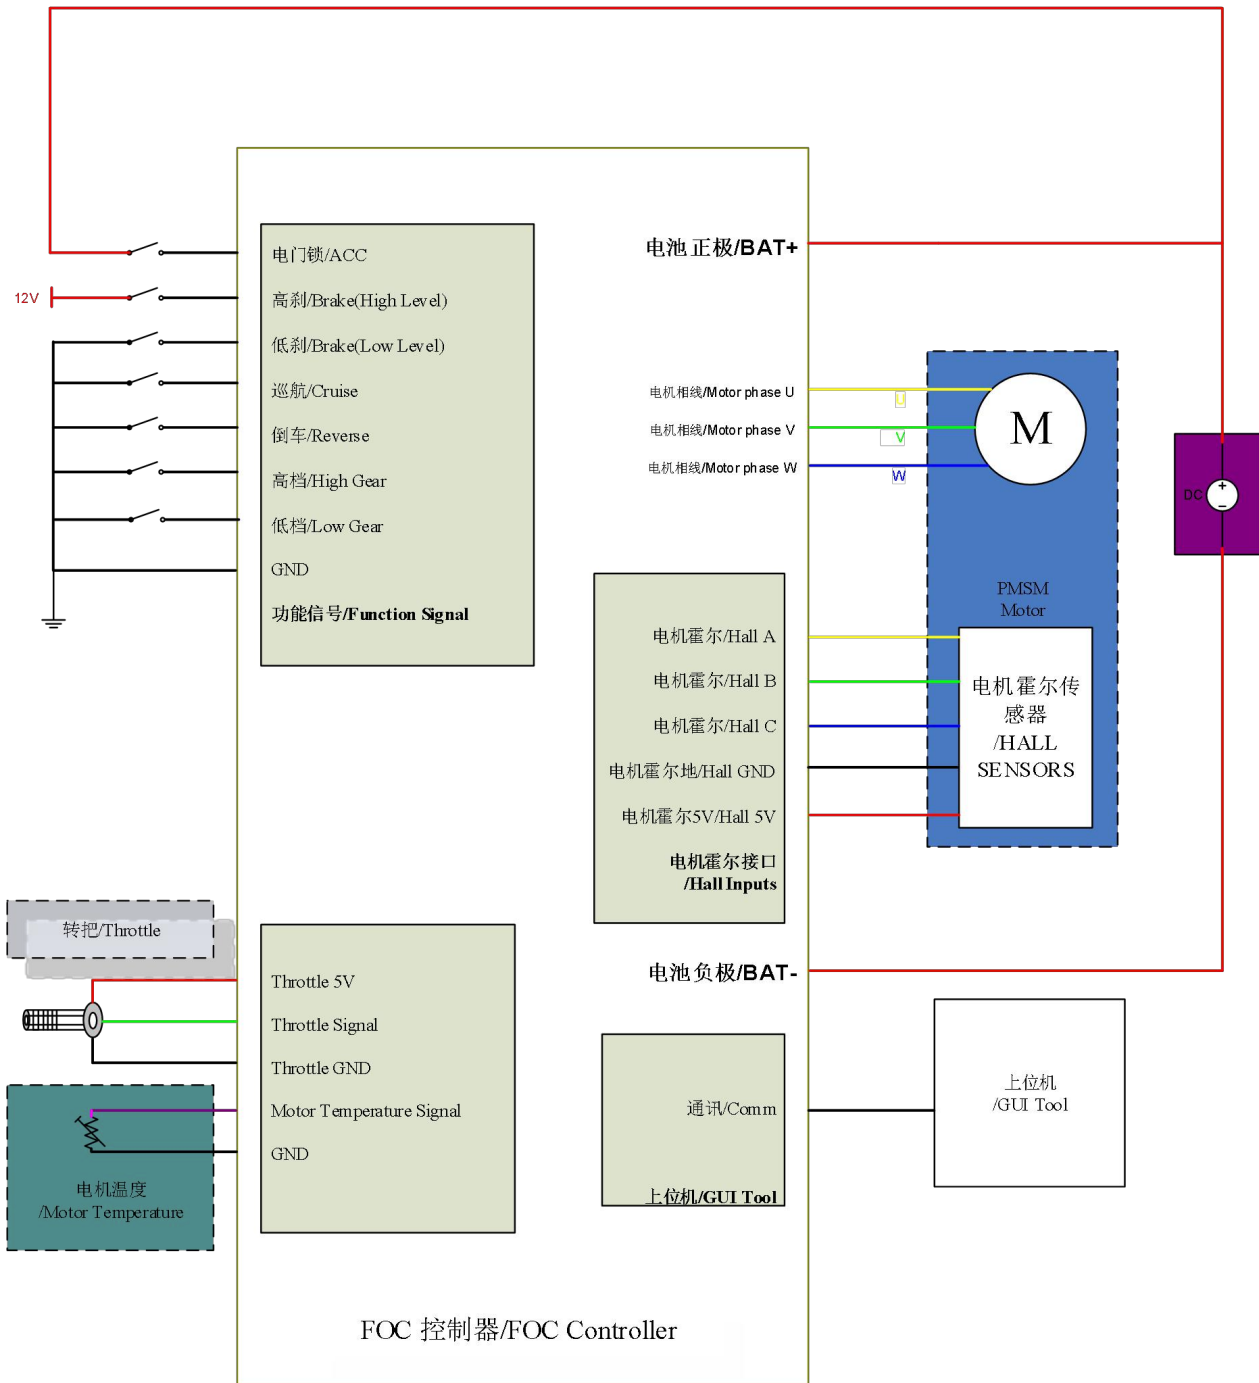 电门锁/ACC
12V
高刹/Brake(High Level)
低刹/Brake(Low Level)
巡航/Cruise
倒车/Reverse
高档/High Gear
低档/Low Gear
GND
功能信号/Function Signal
电池正极/BAT+
电机相线/Motor phase U
电机相线/Motor phase V
电机相线/Motor phase W
U
V
W
M
DC
+
−
PMSM
Motor
电机霍尔/Hall A
电机霍尔/Hall B
电机霍尔/Hall C
电机霍尔地/Hall GND
电机霍尔5V/Hall 5V
电机霍尔接口
/Hall Inputs
电机霍尔传
感器
/HALL
SENSORS
转把/Throttle
Throttle 5V
Throttle Signal
Throttle GND
Motor Temperature Signal
GND
电机温度
/Motor Temperature
电池负极/BAT-
通讯/Comm
上位机/GUI Tool
上位机
/GUI Tool
FOC 控制器/FOC Controller